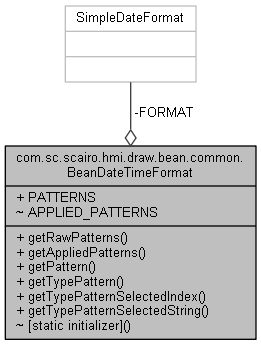 SimpleDateFormat
-FORMAT
com.sc.scairo.hmi.draw.bean.common.
BeanDateTimeFormat
+ PATTERNS
~ APPLIED_PATTERNS
+ getRawPatterns()
+ getAppliedPatterns()
+ getPattern()
+ getTypePattern()
+ getTypePatternSelectedIndex()
+ getTypePatternSelectedString()
~ [static initializer]()